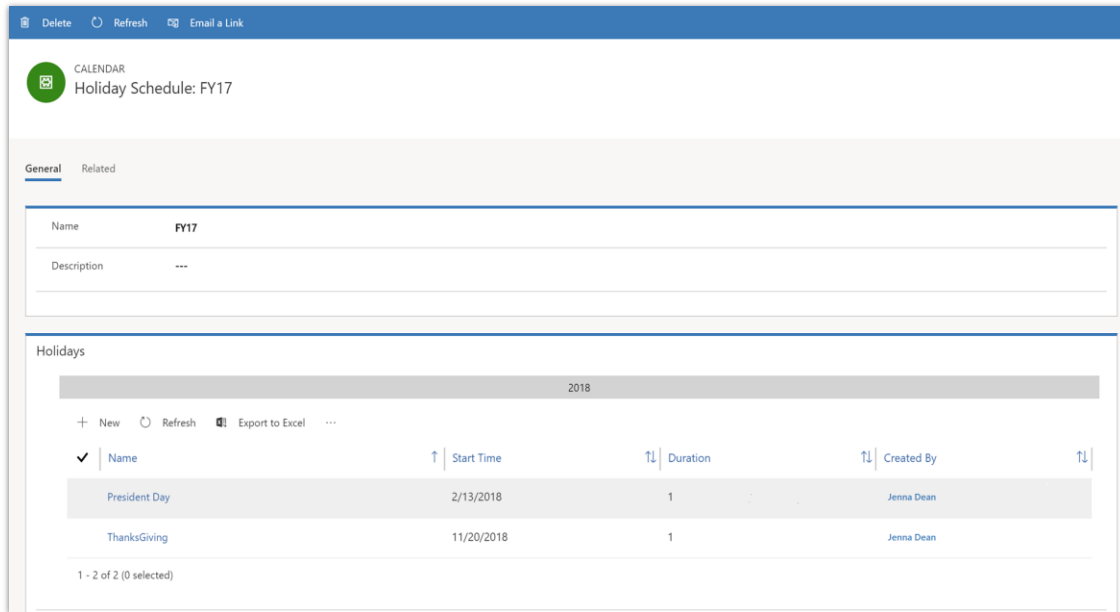 Delete Refresh Email a Link
CALENDAR
Holiday Schedule: FY17
General Related
Name FY17
Description ---
Holidays
2018
New Refresh Export to Excel ...
Name Start Time Duration Created By
President Day 2/13/2018 1 Jenna Dean
ThanksGiving 11/20/2018 1 Jenna Dean
1 - 2 of 2 (0 selected)